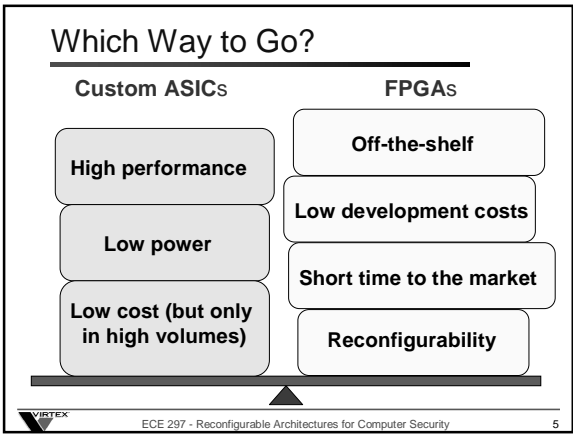 Which Way to Go?
Custom ASICs
FPGAs
High performance
Low power
Low cost (but only
in high volumes)
Off-the-shelf
Low development costs
Short time to the market
Reconfigurability
VIRTEX
ECE 297 - Reconfigurable Architectures for Computer Security
5